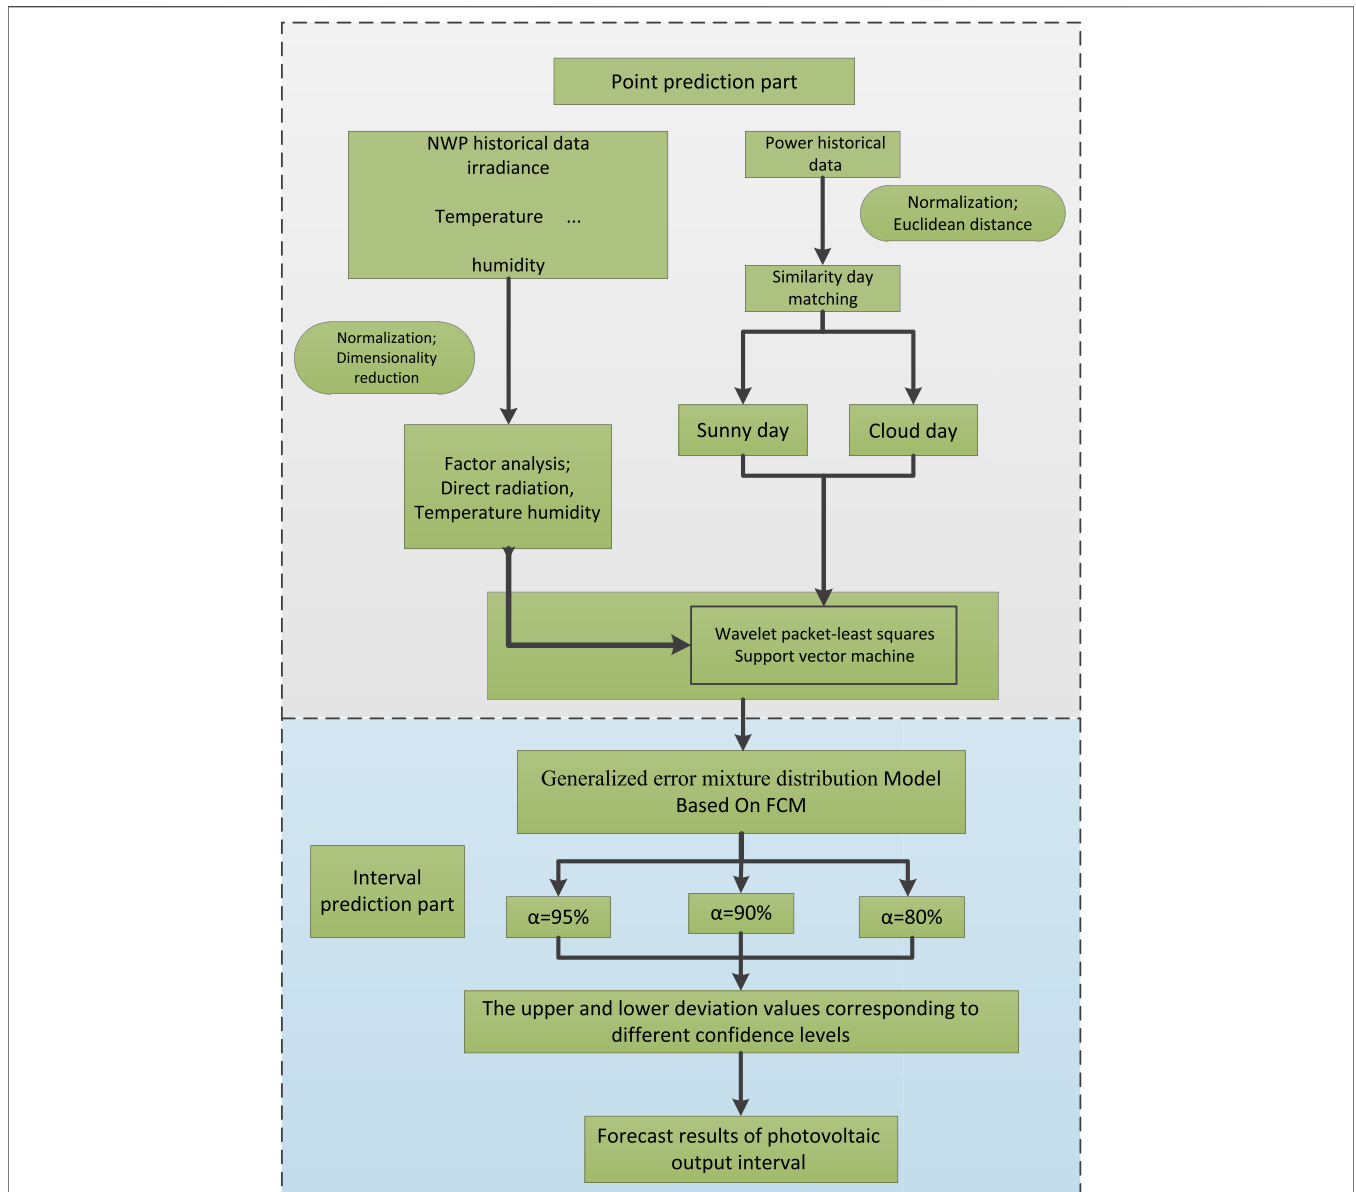 Point prediction part
NWP historical data
irradiance
Temperature ...
humidity
Power historical
data
Normalization;
Euclidean distance
Similarity day
matching
Normalization;
Dimensionality
reduction
Sunny day
Cloud day
Factor analysis;
Direct radiation,
Temperature humidity
Wavelet packet-least squares
Support vector machine
Generalized error mixture distribution Model
Based On FCM
Interval
prediction part
α=95%
α=90%
α=80%
The upper and lower deviation values corresponding to
different confidence levels
Forecast results of photovoltaic
output interval